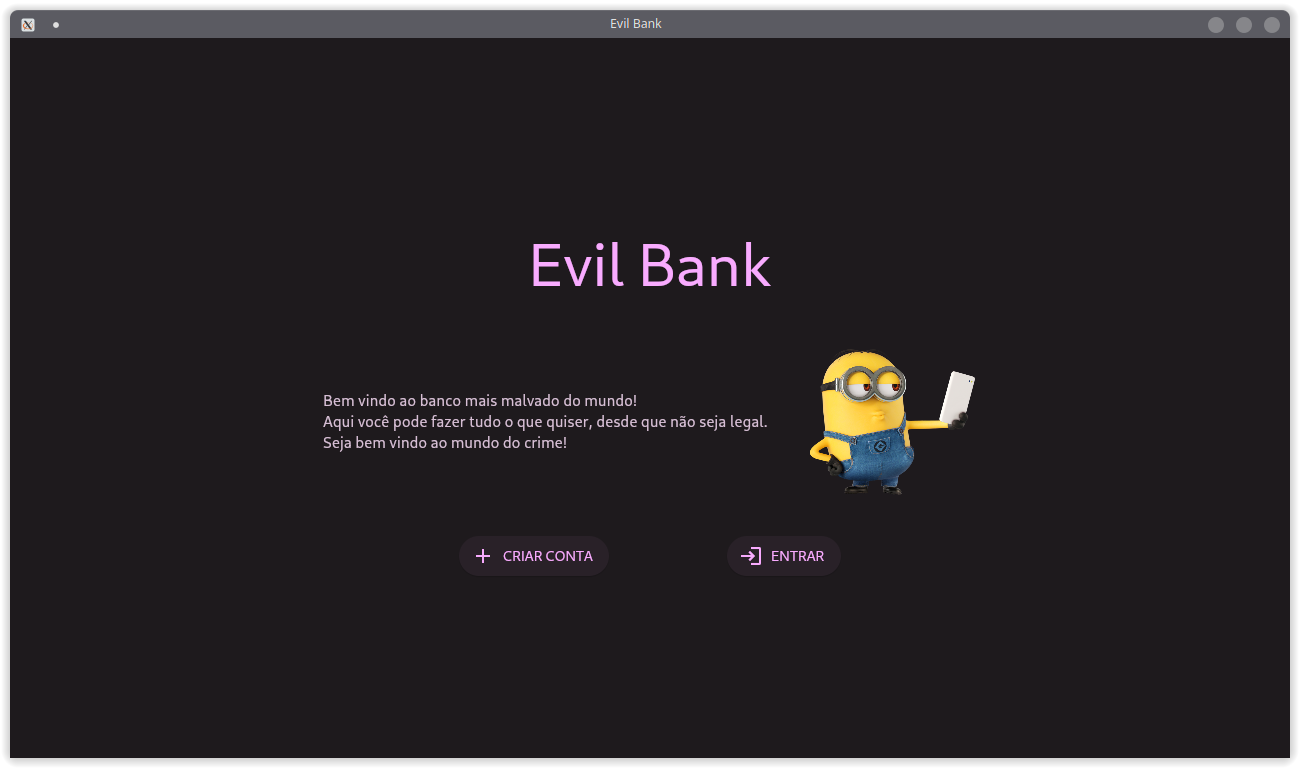 Evil Bank
Evil Bank
Bem vindo ao banco mais malvado do mundo!
Aqui você pode fazer tudo o que quiser, desde que não seja legal.
Seja bem vindo ao mundo do crime!
CRIAR CONTA
ENTRAR